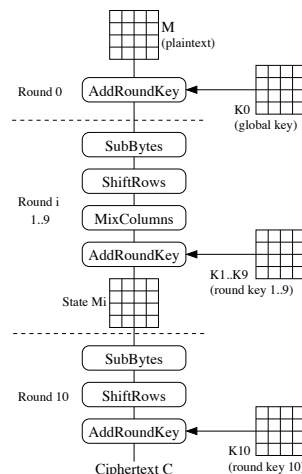 M
(plaintext)
Round 0
AddRoundKey
K0
(global key)
SubBytes
ShiftRows
Round i
1..9
MixColumns
AddRoundKey
K1..K9
(round key 1..9)
State Mi
SubBytes
Round 10
ShiftRows
AddRoundKey
K10
(round key 10)
Ciphertext C